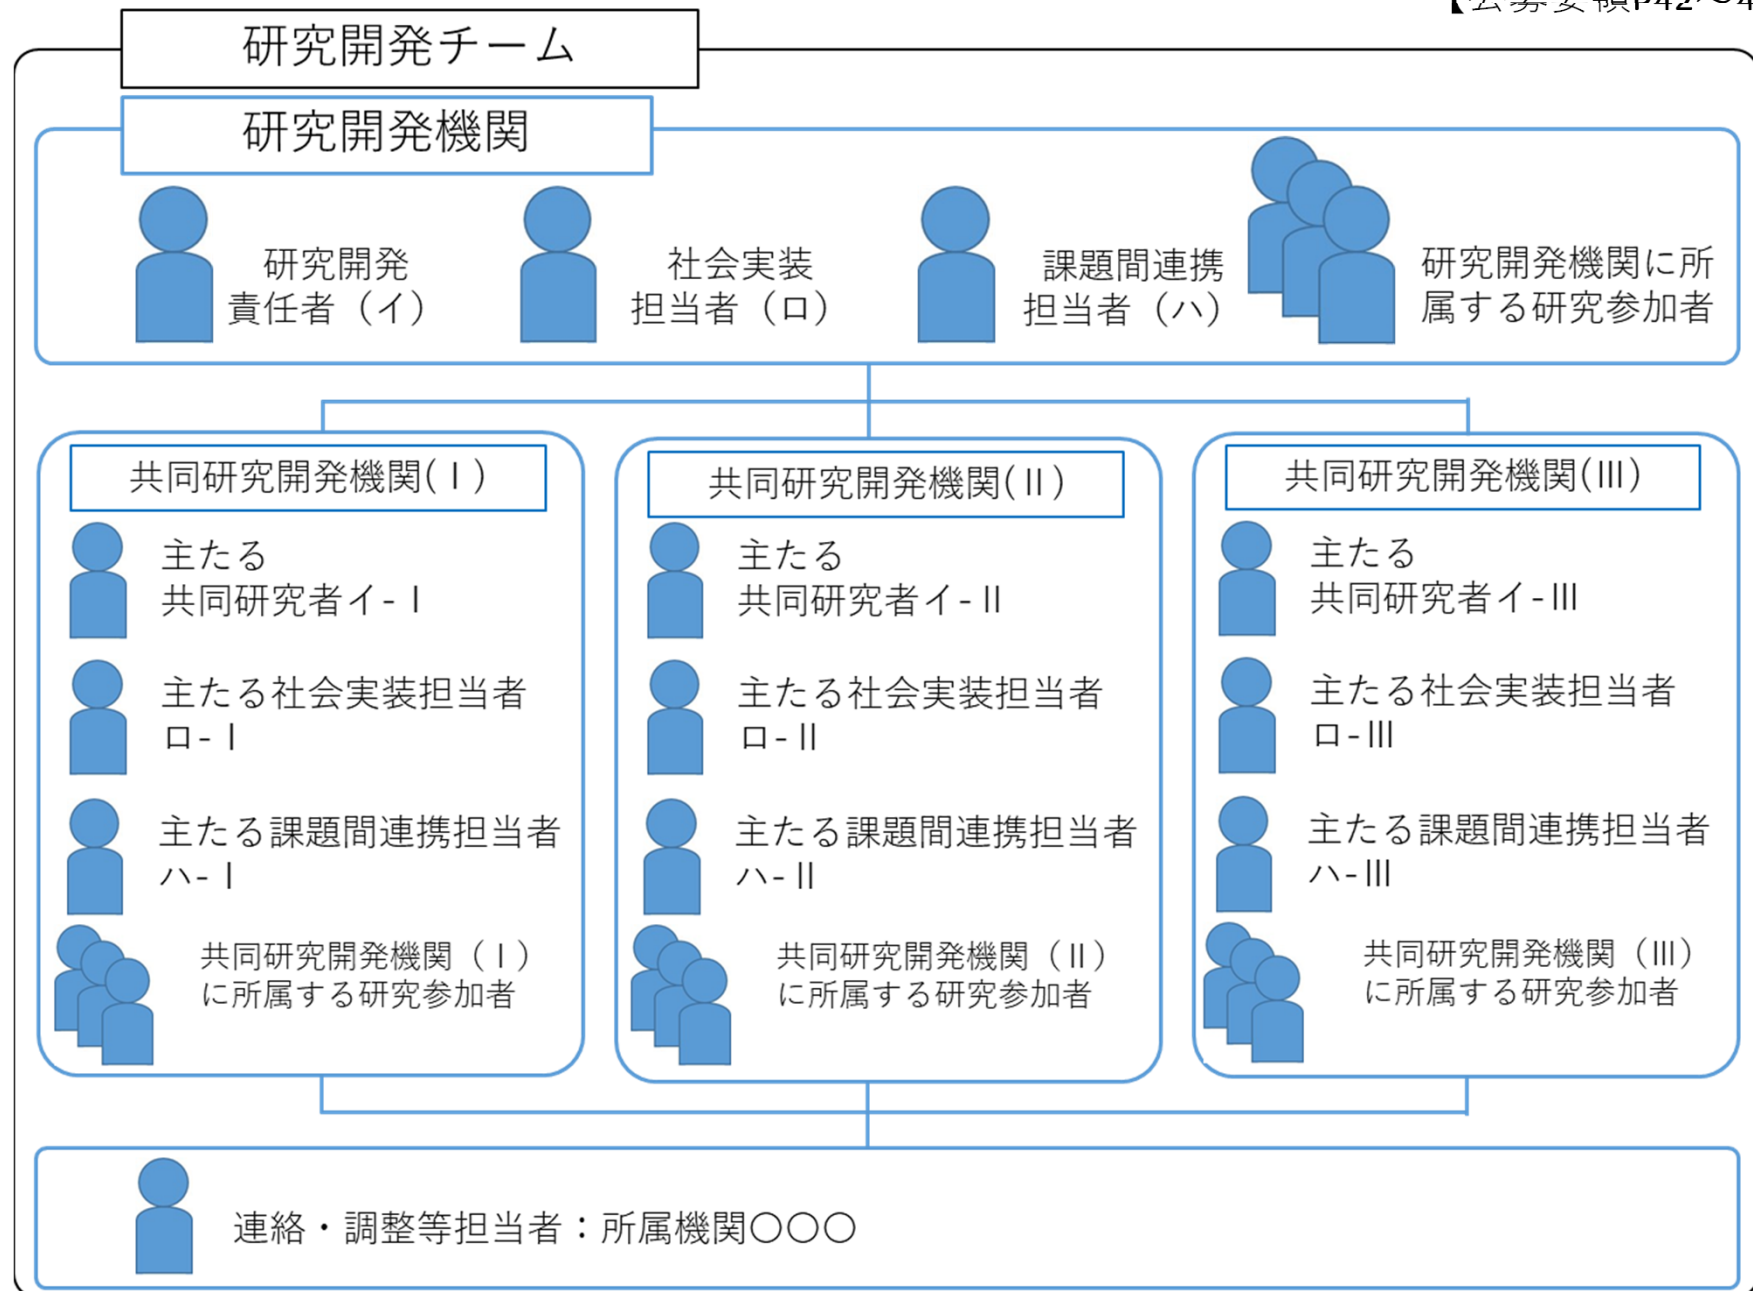 研究開発チーム
研究開発機関
研究開発
責任者（イ）
社会実装
担当者（ロ）
課題間連携
担当者（ハ）
研究開発機関に所
属する研究参加者
共同研究開発機関(Ⅰ)
主たる
共同研究者イ-Ⅰ
主たる社会実装担当者
ロ-Ⅰ
主たる課題間連携担当者
ハ-Ⅰ
共同研究開発機関（Ⅰ）
に所属する研究参加者
共同研究開発機関(Ⅱ)
主たる
共同研究者イ-Ⅱ
主たる社会実装担当者
ロ-Ⅱ
主たる課題間連携担当者
ハ-Ⅱ
共同研究開発機関（Ⅱ）
に所属する研究参加者
共同研究開発機関(Ⅲ)
主たる
共同研究者イ-Ⅲ
主たる社会実装担当者
ロ-Ⅲ
主たる課題間連携担当者
ハ-Ⅲ
共同研究開発機関（Ⅲ）
に所属する研究参加者
連絡・調整等担当者：所属機関〇〇〇